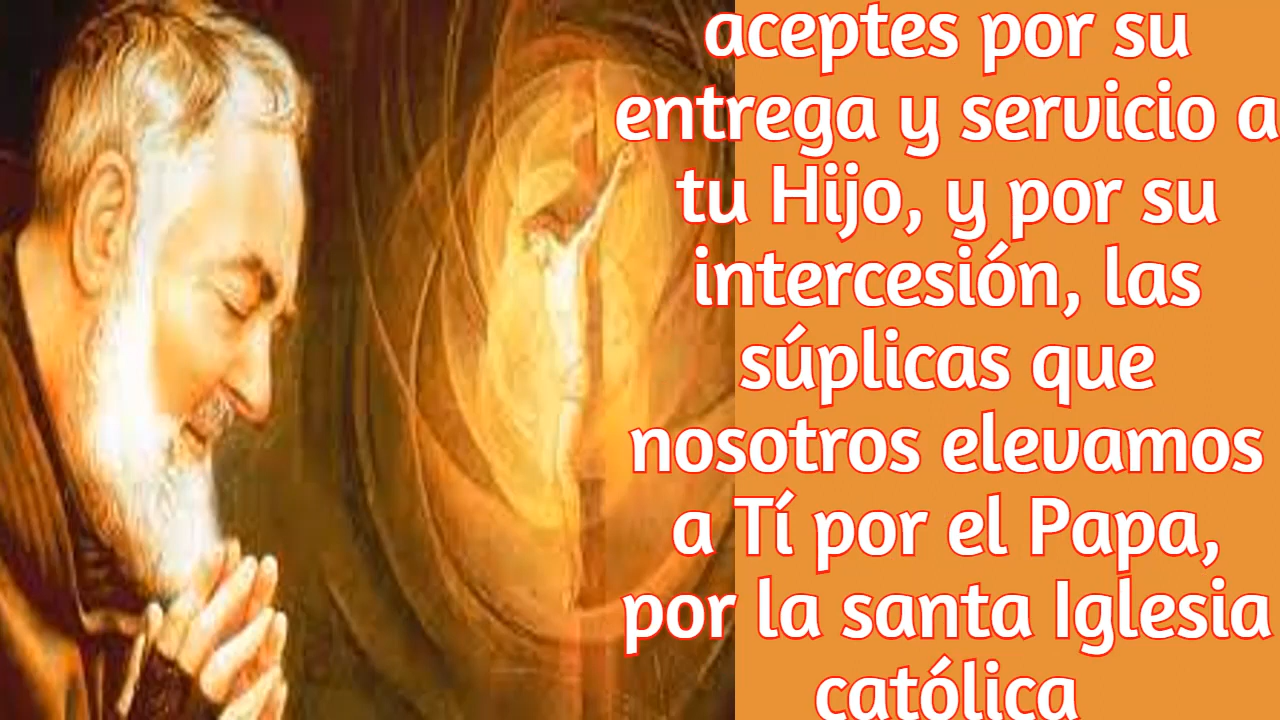 aceptes por su
entrega y servicio a
tu Hijo, y por su
intercesión, las
súplicas que
nosotros elevamos
a Tí por el Papa,
por la santa Iglesia
católica